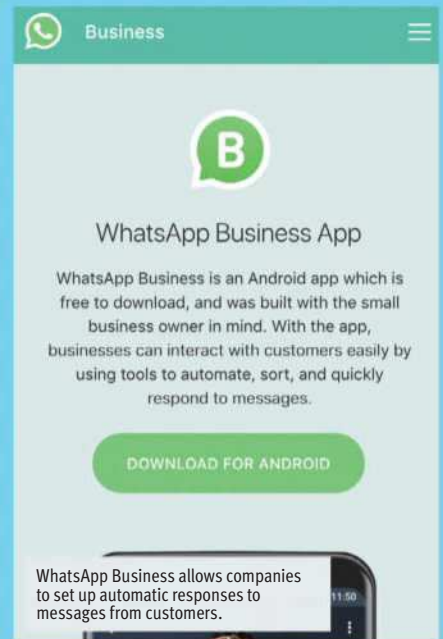 Business
B
WhatsApp Business App
WhatsApp Business is an Android app which is
free to download, and was built with the small
business owner in mind. With the app,
businesses can interact with customers easily by
using tools to automate, sort, and quickly
respond to messages.
DOWNLOAD FOR ANDROID
11:50
WhatsApp Business allows companies
to set up automatic responses to
messages from customers.